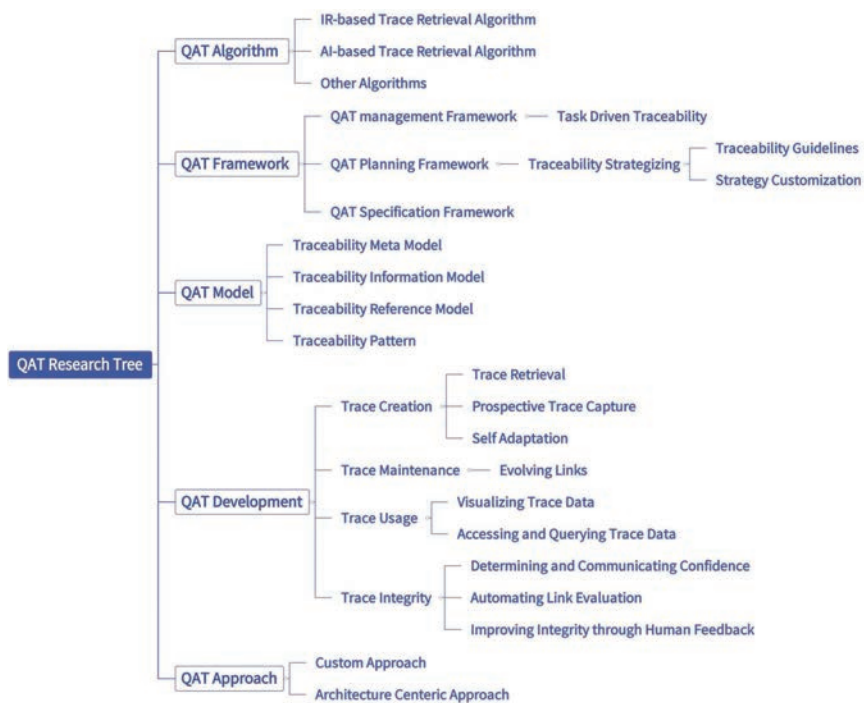 QAT Research Tree
QAT Algorithm
IR-based Trace Retrieval Algorithm
AI-based Trace Retrieval Algorithm
Other Algorithms
QAT Framework
QAT management Framework
Task Driven Traceability
QAT Planning Framework
Traceability Strategizing
Traceability Guidelines
Strategy Customization
QAT Specification Framework
QAT Model
Traceability Meta Model
Traceability Information Model
Traceability Reference Model
Traceability Pattern
QAT Development
Trace Creation
Trace Retrieval
Prospective Trace Capture
Self Adaptation
Trace Maintenance
Evolving Links
Trace Usage
Visualizing Trace Data
Accessing and Querying Trace Data
Trace Integrity
Determining and Communicating Confidence
Automating Link Evaluation
Improving Integrity through Human Feedback
QAT Approach
Custom Approach
Architecture Centeric Approach